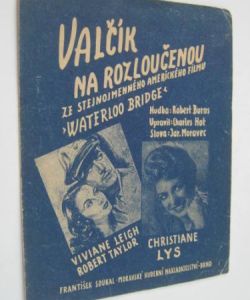 VALČÍK
NA ROZLOUČENOU
ZE STEJNOJMENNÉHO AMERICKÉHO FILMU
›WATERLOO BRIDGE‹
Hudba: Robert Burns
Upravil: Charles Hot
Slova: Jar. Moravec
VIVIANE LEIGH
ROBERT TAYLOR
CHRISTIANE
LYS
FRANTIŠEK SOUKAL - MORAVSKÉ HUDEBNÍ NAKLADATELSTVÍ - BRNO